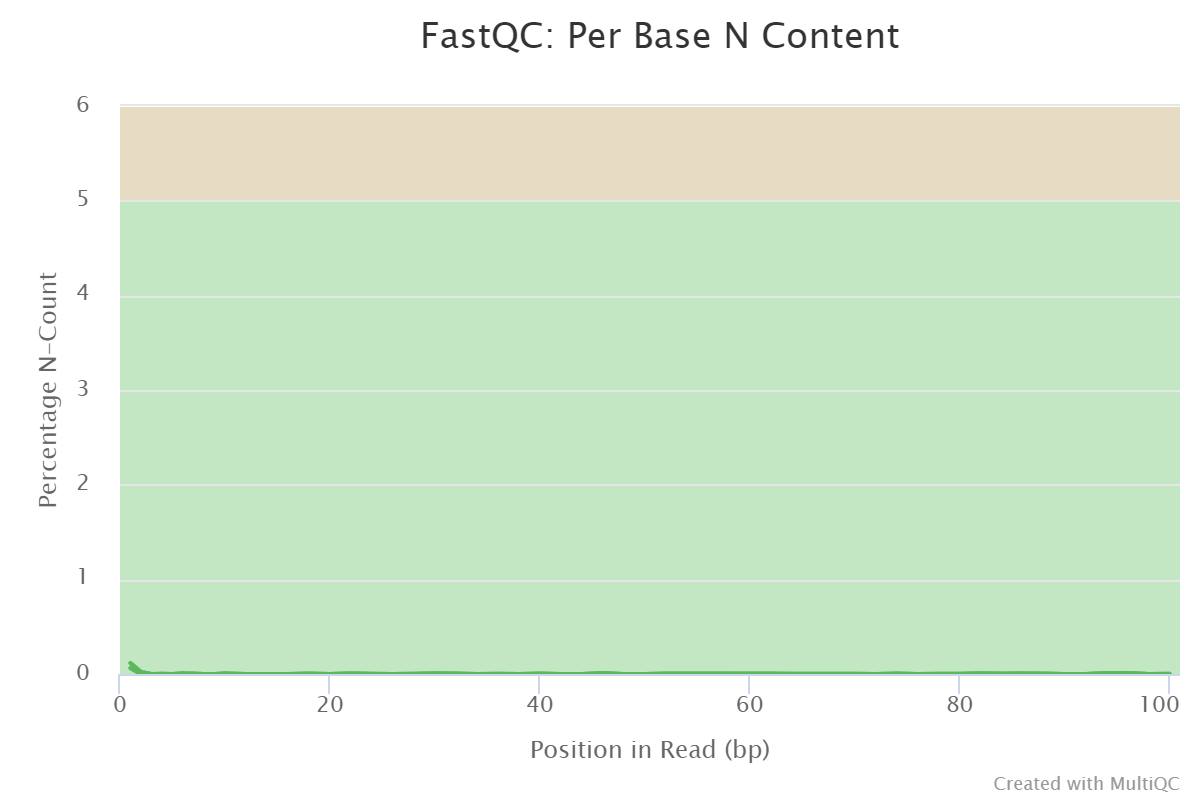 FastQC: Per Base N Content
6
5
4
3
2
1
0
Percentage N-Count
0 20 40 60 80 100
Position in Read (bp)
Created with MultiQC